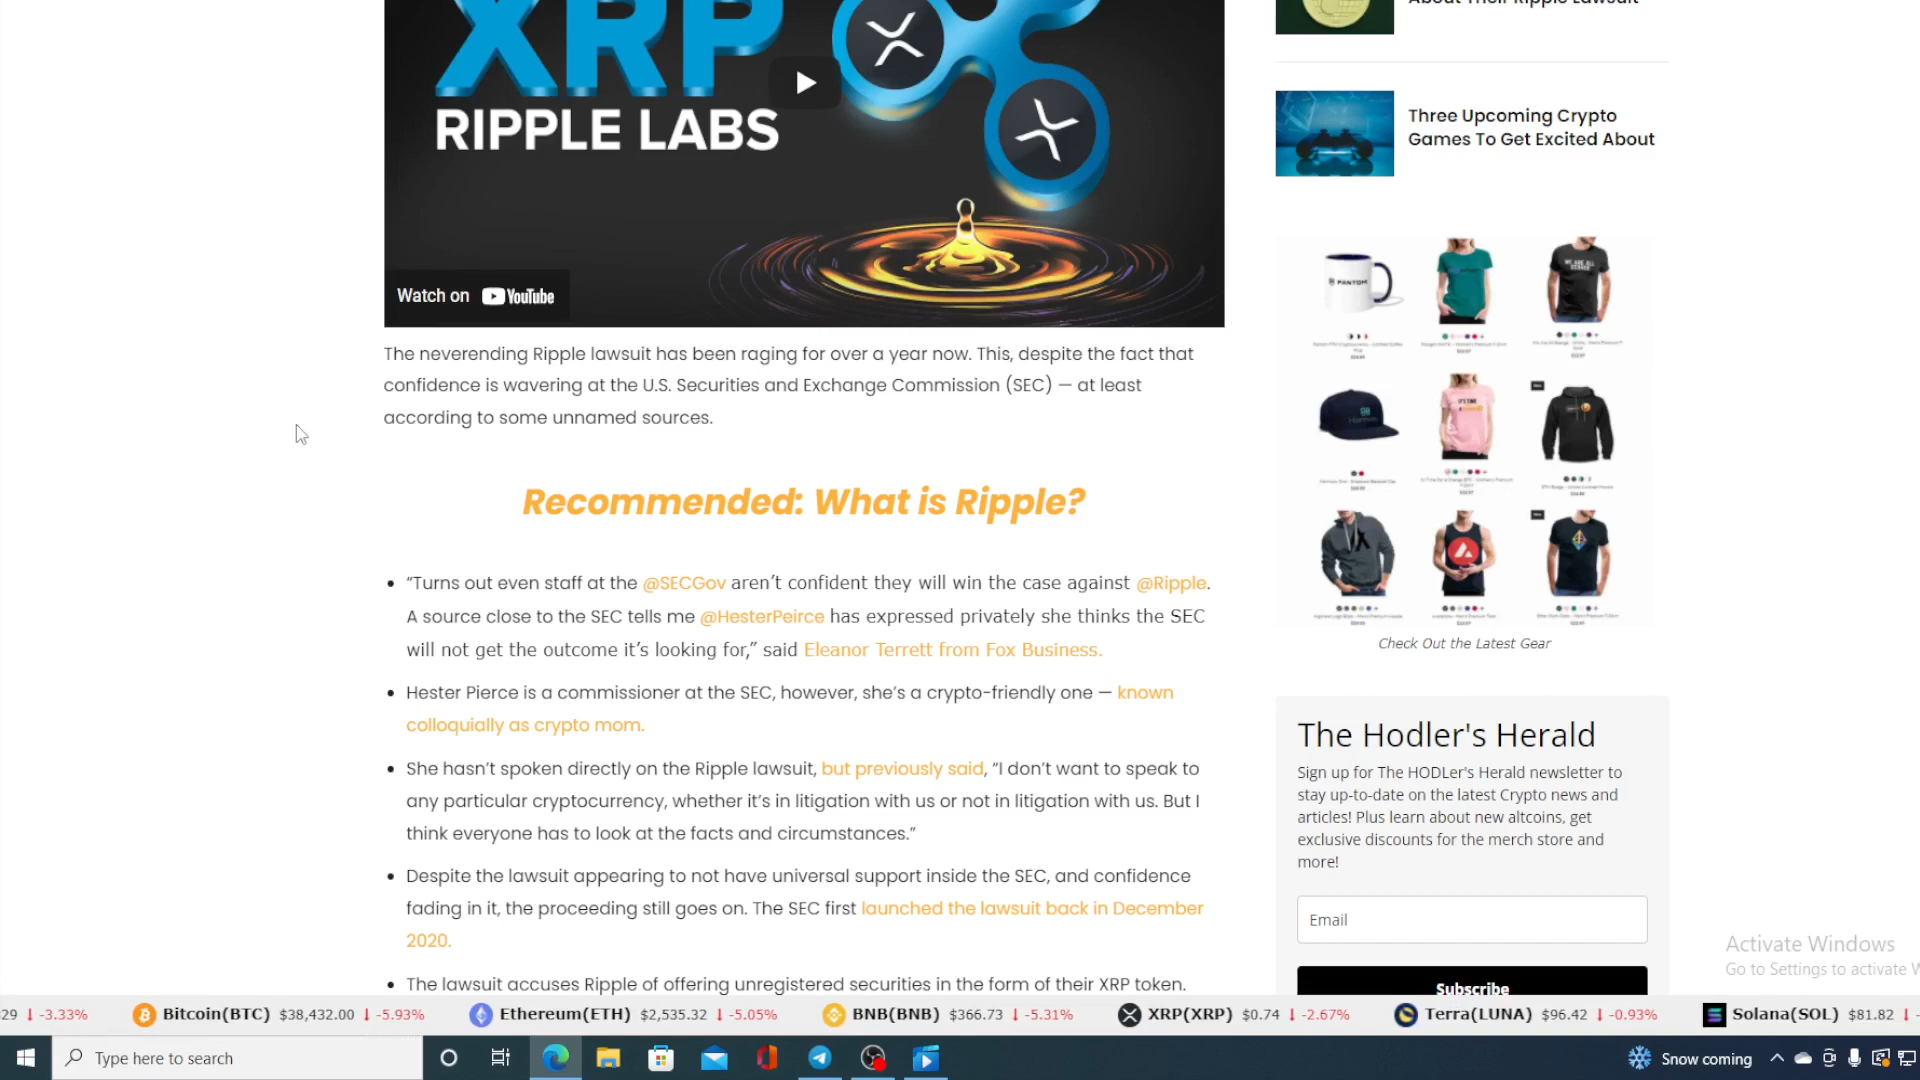 XRP
RIPPLE LABS
Watch on YouTube
The neverending Ripple lawsuit has been raging for over a year now. This, despite the fact that
confidence is wavering at the U.S. Securities and Exchange Commission (SEC) — at least
according to some unnamed sources.
Recommended: What is Ripple?
• “Turns out even staff at the @SECGov aren’t confident they will win the case against @Ripple.
A source close to the SEC tells me @HesterPeirce has expressed privately she thinks the SEC
will not get the outcome it’s looking for,” said Eleanor Terrett from Fox Business.
• Hester Pierce is a commissioner at the SEC, however, she’s a crypto-friendly one — known
colloquially as crypto mom.
• She hasn’t spoken directly on the Ripple lawsuit, but previously said, “I don’t want to speak to
any particular cryptocurrency, whether it’s in litigation with us or not in litigation with us. But I
think everyone has to look at the facts and circumstances.”
• Despite the lawsuit appearing to not have universal support inside the SEC, and confidence
fading in it, the proceeding still goes on. The SEC first launched the lawsuit back in December
2020.
• The lawsuit accuses Ripple of offering unregistered securities in the form of their XRP token.
About Their Ripple Lawsuit
Three Upcoming Crypto
Games To Get Excited About
FANTOM
Check Out the Latest Gear
The Hodler's Herald
Sign up for The HODLer's Herald newsletter to
stay up-to-date on the latest Crypto news and
articles! Plus learn about new altcoins, get
exclusive discounts for the merch store and
more!
Email
Subscribe
Activate Windows
Go to Settings to activate W
29 ↓ -3.33% Bitcoin(BTC) $38,432.00 ↓ -5.93% Ethereum(ETH) $2,535.32 ↓ -5.05% BNB(BNB) $366.73 ↓ -5.31% XRP(XRP) $0.74 ↓ -2.67% Terra(LUNA) $96.42 ↓ -0.93% Solana(SOL) $81.82 ↓ -
Type here to search
Snow coming